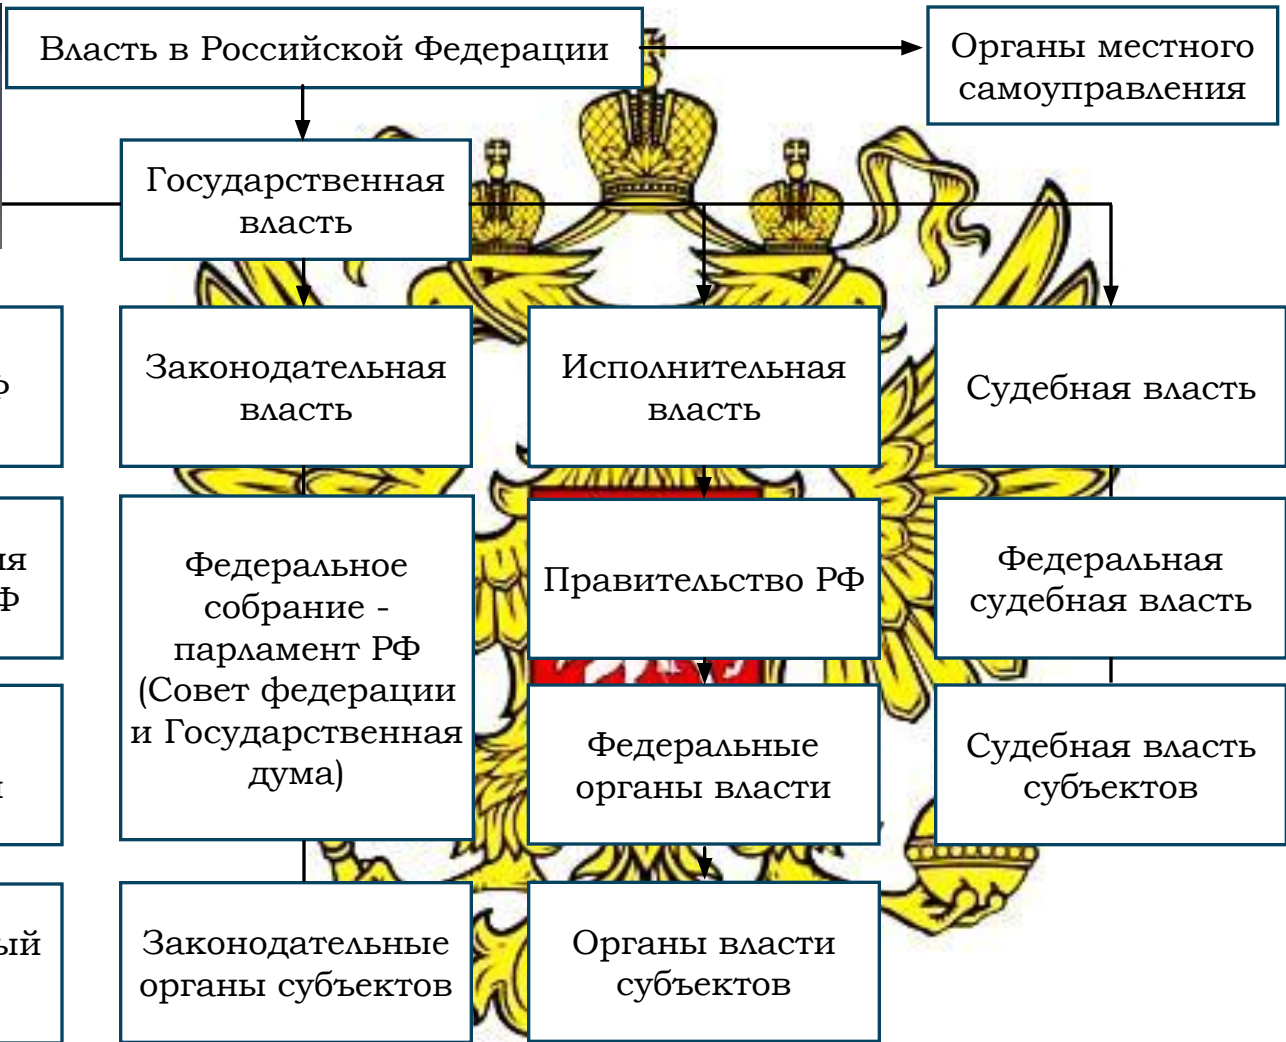 Власть в Российской Федерации
Органы местного
самоуправления
Государственная
власть
Законодательная
власть
Исполнительная
власть
Судебная власть
Федеральное
собрание -
парламент РФ
(Совет федерации
и Государственная
дума)
Правительство РФ
Федеральная
судебная власть
Федеральные
органы власти
Судебная власть
субъектов
Законодательные
органы субъектов
Органы власти
субъектов